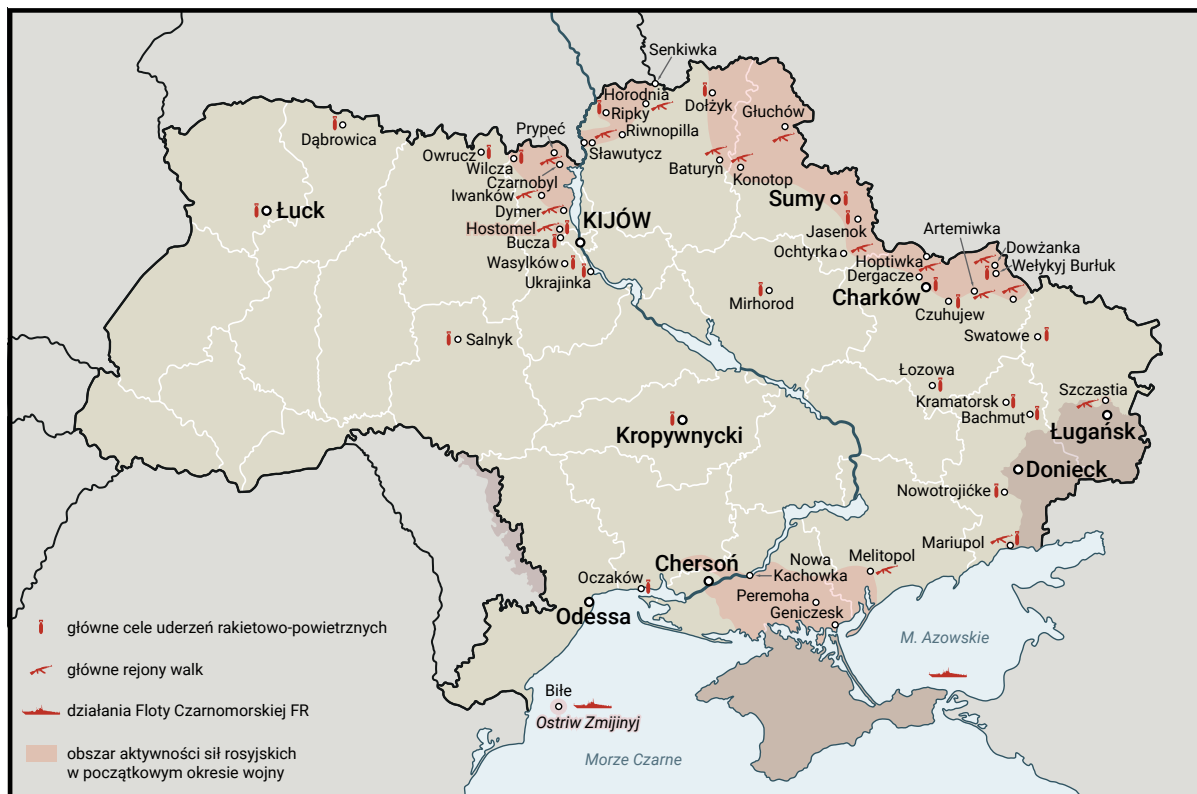 Senkiwka
Horodnia
Ripky
Riwnopilla
Dołżyk
Głuchów
Dąbrowica
Prypeć
Owrucz
Wilcza
Czarnobyl
Sławutycz
Baturyn
Konotop
Iwanków
Dymer
Hostomel
Bucza
KIJÓW
Łuck
Sumy
Jasenok
Artemiwka
Ochtyrka
Hoptiwka
Dowżanka
Dergacze
Wełykyj Burłuk
Wasylków
Ukrajinka
Mirhorod
Charków
Czuhujew
Salnyk
Swatowe
Łozowa
Kramatorsk
Szczastia
Bachmut
Kropywnycki
Ługańsk
Donieck
Nowotrojićke
Mariupol
Chersoń
Nowa
Kachowka
Melitopol
Oczaków
Peremoha
Geniczesk
Odessa
M. Azowskie
Biłe
Ostriw Zmijinyj
Morze Czarne
główne cele uderzeń rakietowo-powietrznych
główne rejony walk
działania Floty Czarnomorskiej FR
obszar aktywności sił rosyjskich
w początkowym okresie wojny